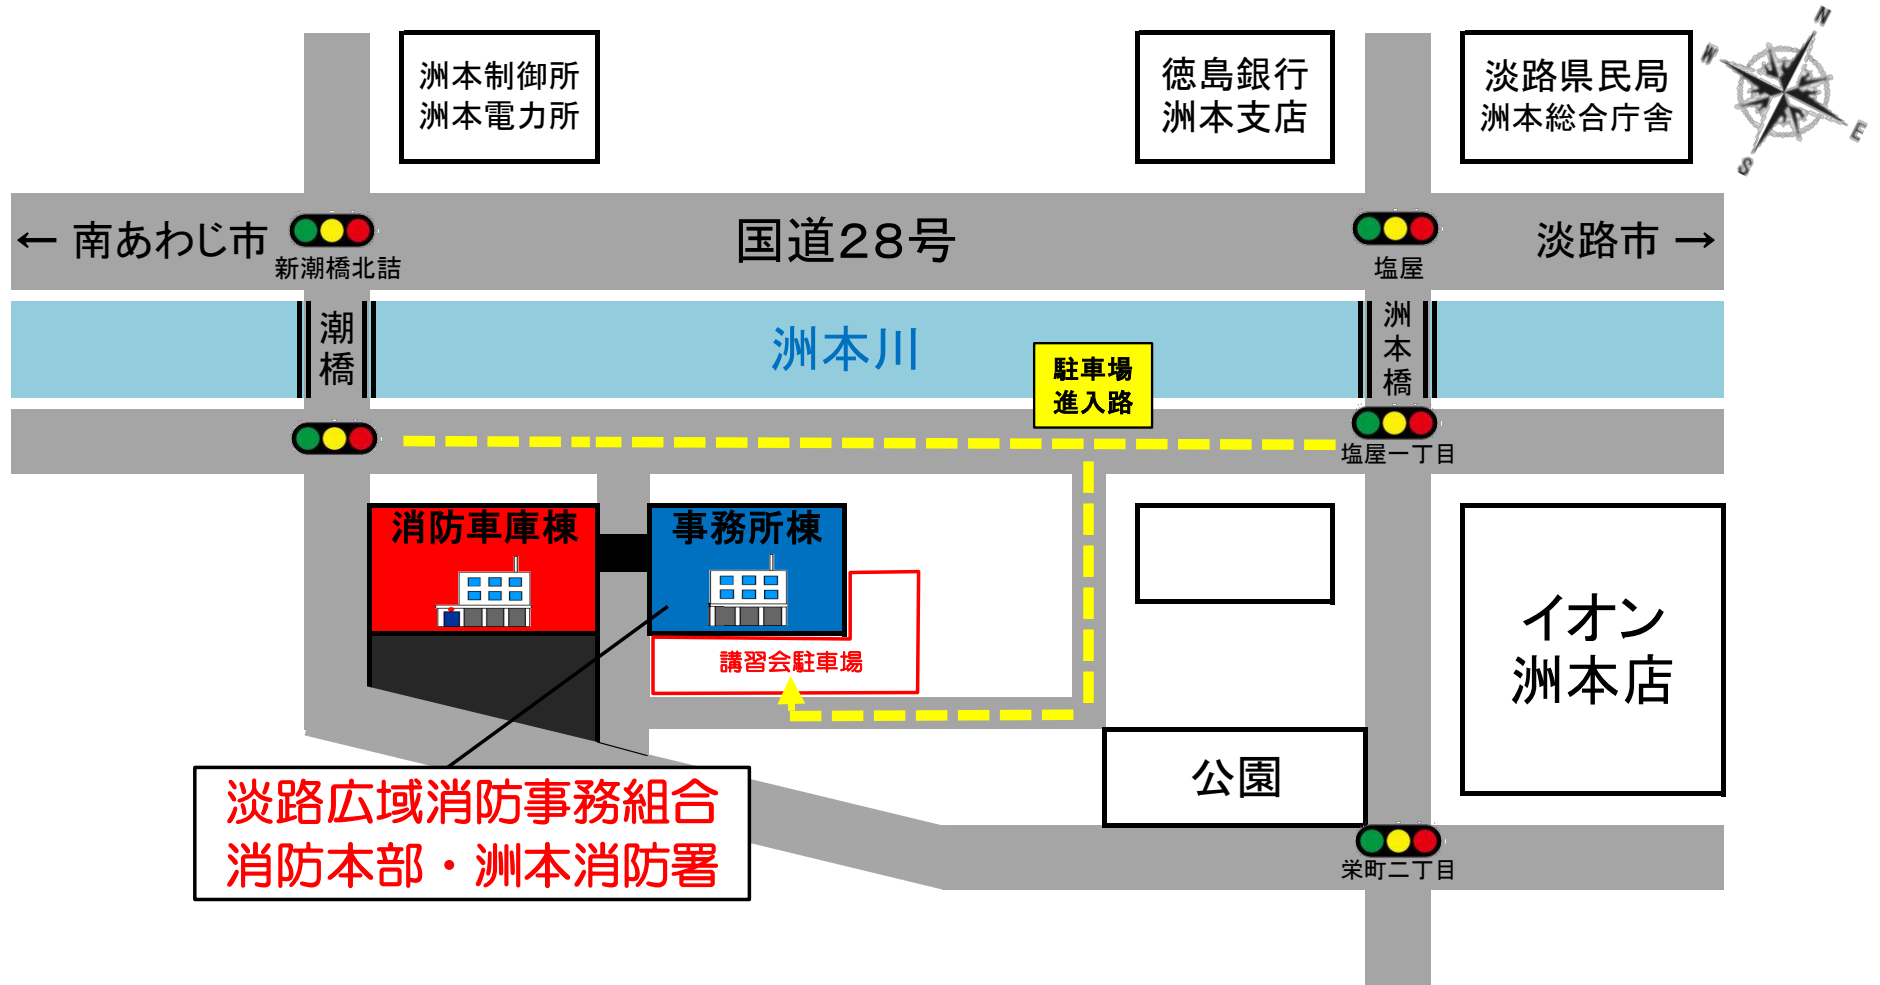 洲本制御所
洲本電力所
徳島銀行
洲本支店
淡路県民局
洲本総合庁舎
N
W
E
S
← 南あわじ市
新潮橋北詰
国道28号
塩屋
淡路市 →
潮橋
洲本川
洲本橋
駐車場
進入路
塩屋一丁目
消防車庫棟
事務所棟
講習会駐車場
イオン
洲本店
公園
淡路広域消防事務組合
消防本部・洲本消防署
栄町二丁目